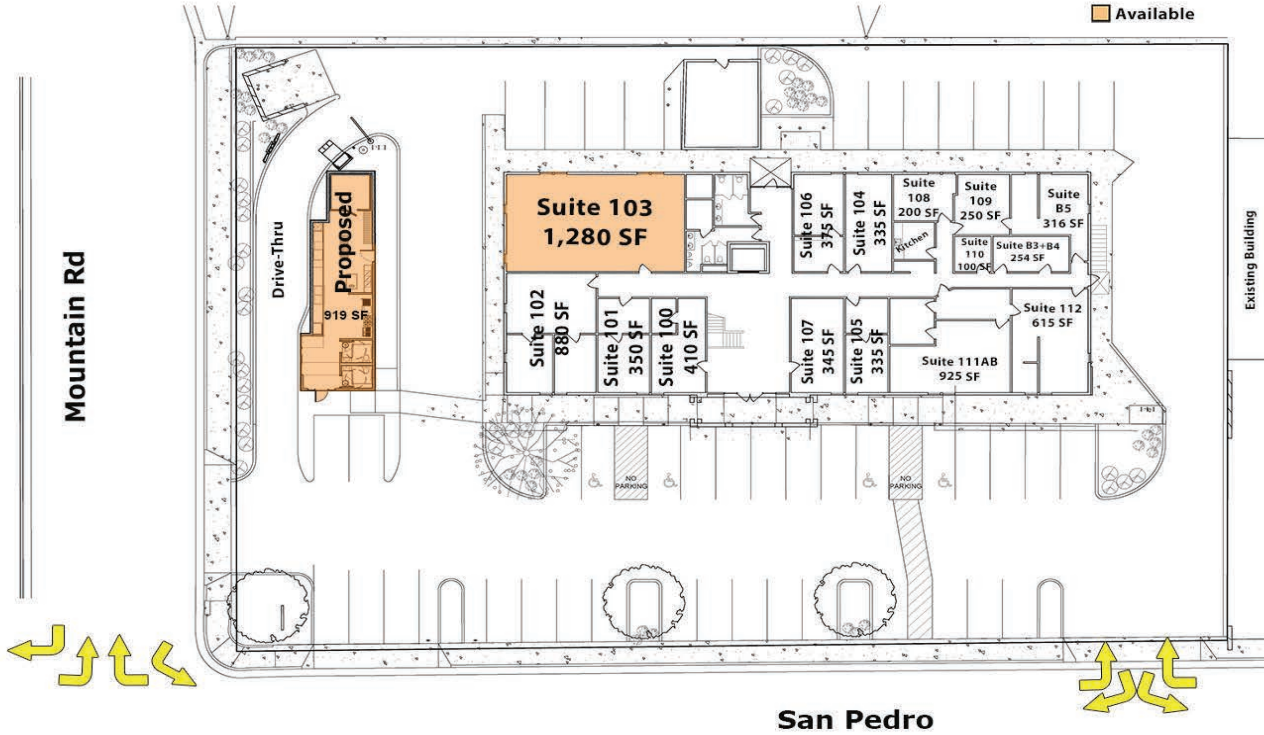 Available
Mountain Rd
Drive-Thru
Proposed
919 SF
Suite 103
1,280 SF
Suite 106
375 SF
Suite 104
335 SF
Suite
108
200 SF
Kitchen
Suite
109
250 SF
Suite
B5
316 SF
Suite
110
100 SF
Suite B3+B4
254 SF
Suite 102
880 SF
Suite 101
350 SF
Suite 100
410 SF
Suite 107
345 SF
Suite 105
335 SF
Suite 111AB
925 SF
Suite 112
615 SF
Existing Building
NO
PARKING
NO
PARKING
San Pedro